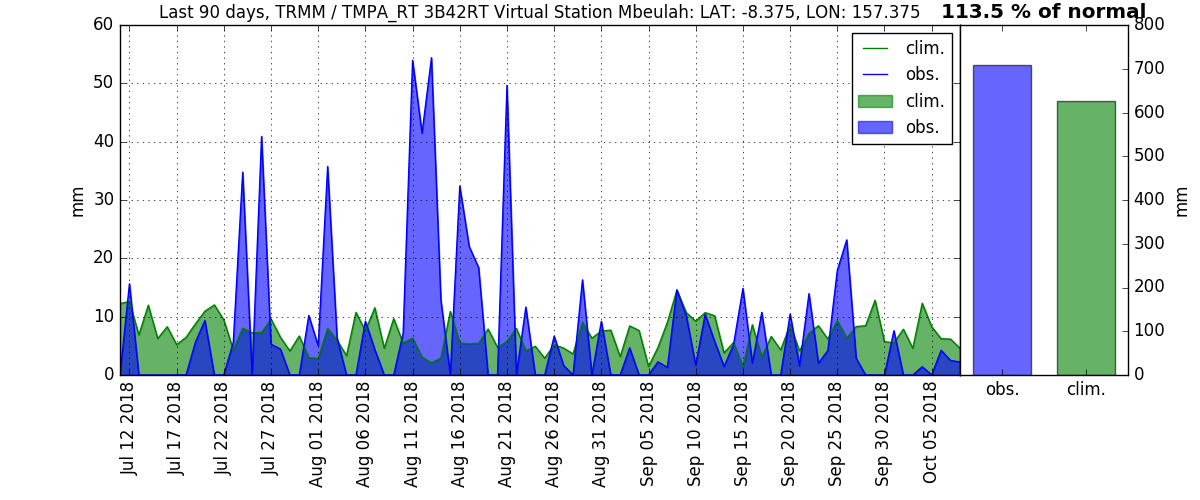 Last 90 days, TRMM / TMPA_RT 3B42RT Virtual Station Mbeulah: LAT: -8.375, LON: 157.375
113.5 % of normal
mm
60
50
40
30
20
10
0
clim.
obs.
clim.
obs.
Jul 12 2018
Jul 17 2018
Jul 22 2018
Jul 27 2018
Aug 01 2018
Aug 06 2018
Aug 11 2018
Aug 16 2018
Aug 21 2018
Aug 26 2018
Aug 31 2018
Sep 05 2018
Sep 10 2018
Sep 15 2018
Sep 20 2018
Sep 25 2018
Sep 30 2018
Oct 05 2018
800
700
600
500
400
300
200
100
0
mm
obs.
clim.